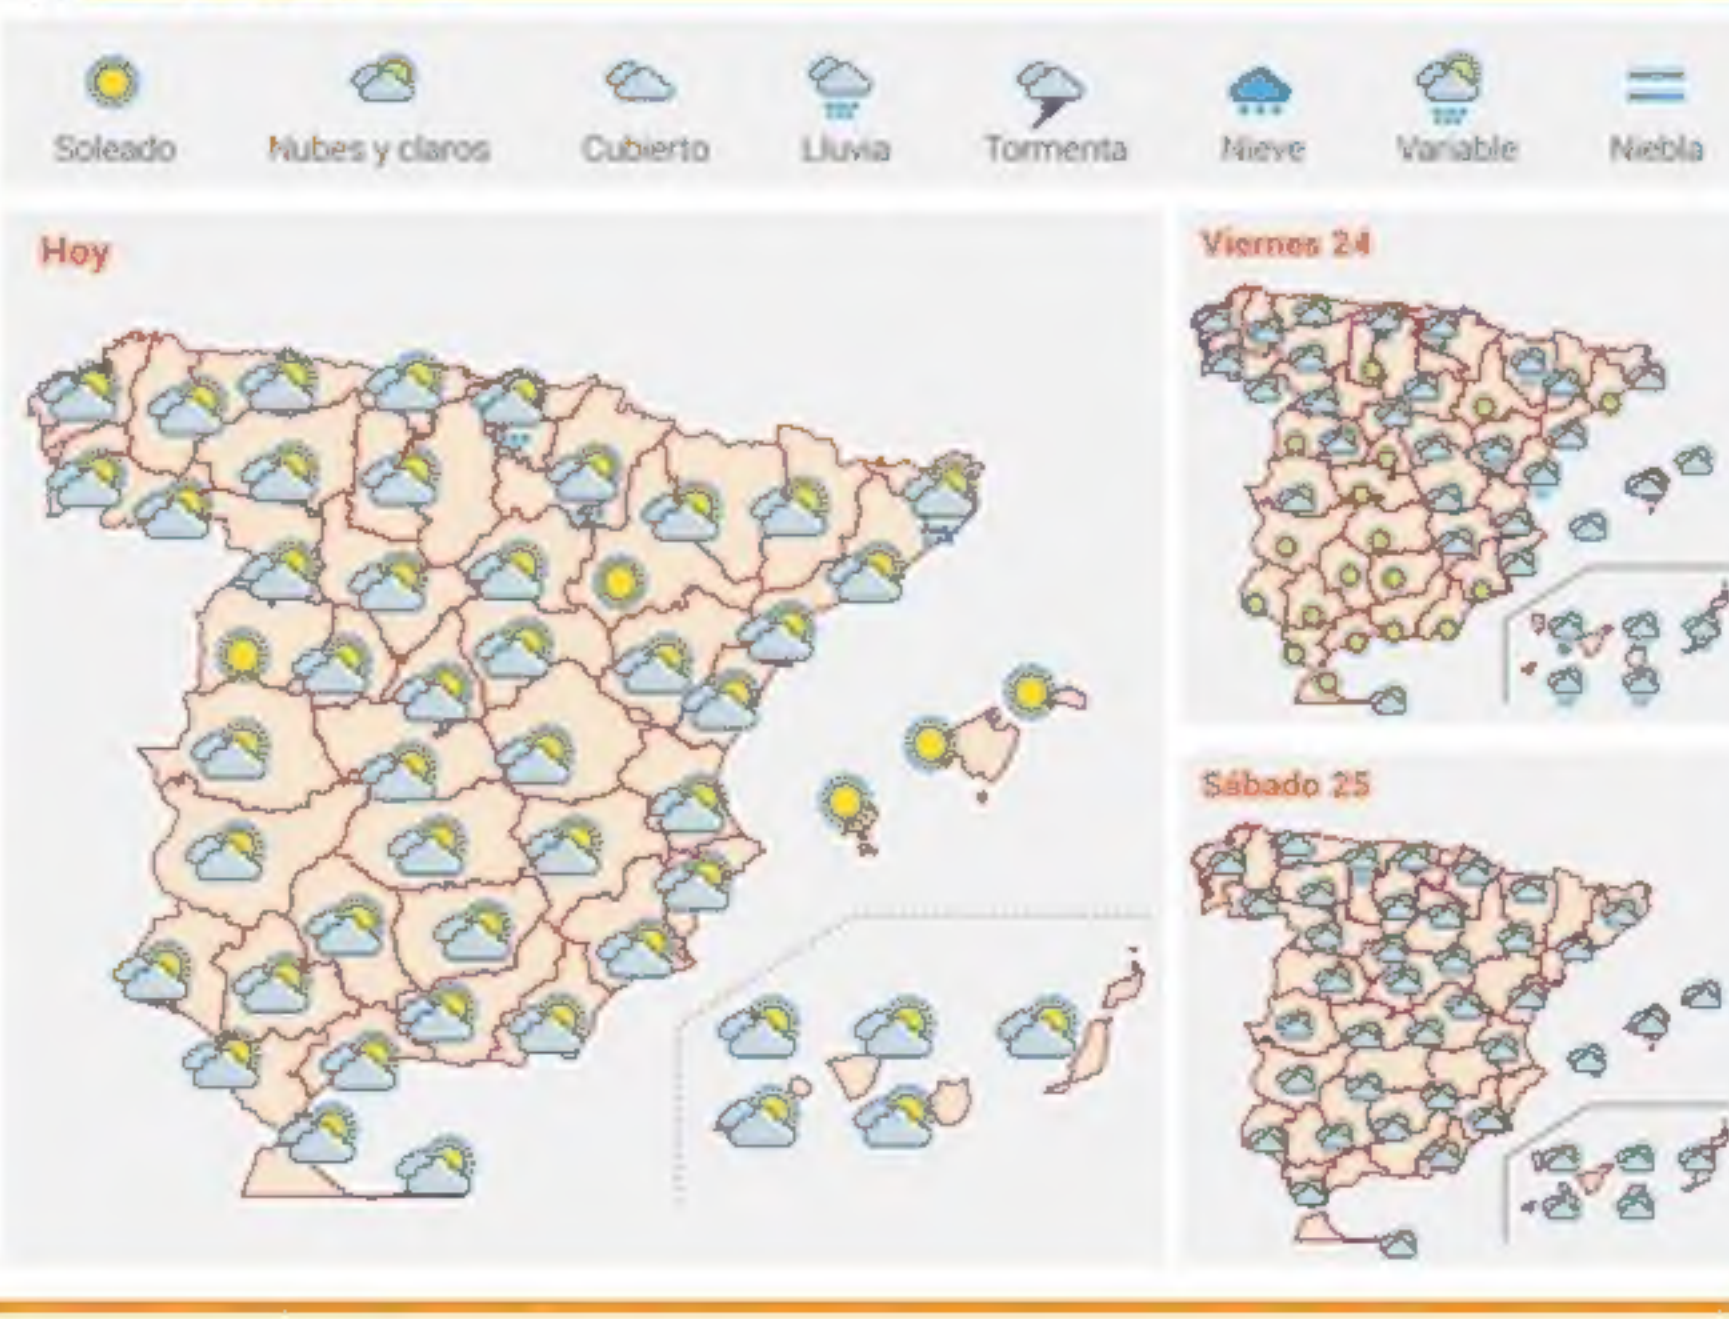 Soleado
Nubes y claros
Cubierto
Lluvia
Tormenta
Nieve
Variable
Niebla
Hoy
Viernes 24
Sábado 25